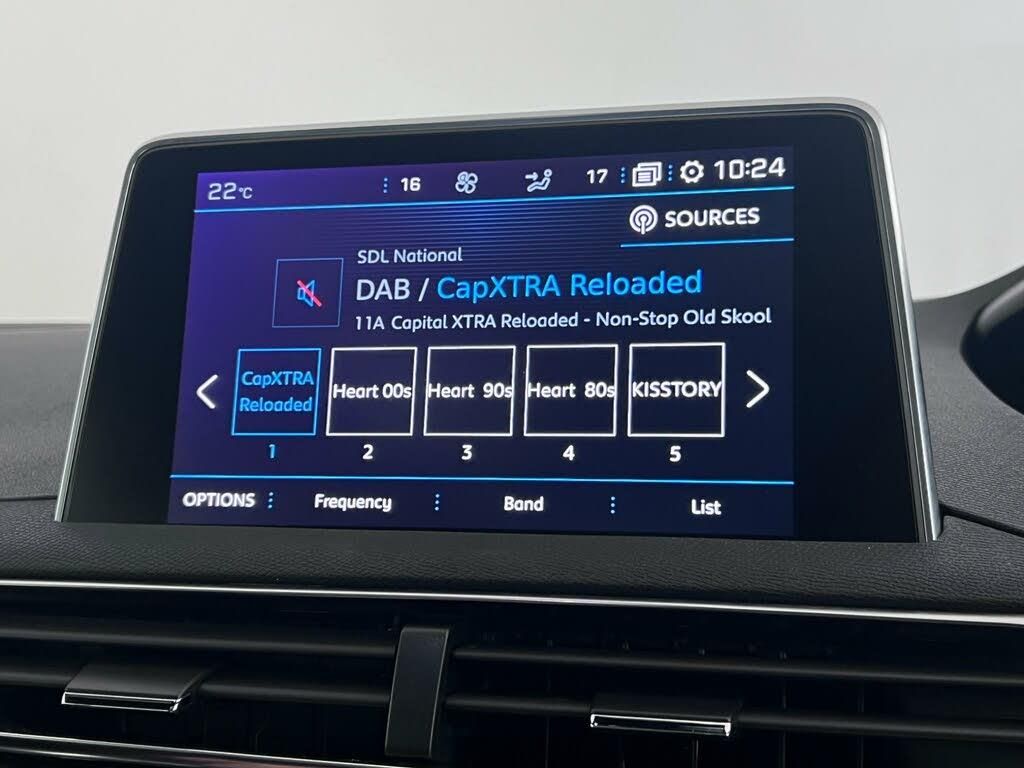 22°C 16 17 10:24
SOURCES
SDL National
DAB / CapXTRA Reloaded
11A Capital XTRA Reloaded - Non-Stop Old Skool
CapXTRA
Reloaded
Heart 00s
Heart 90s
Heart 80s
KISSTORY
1 2 3 4 5
OPTIONS Frequency Band List